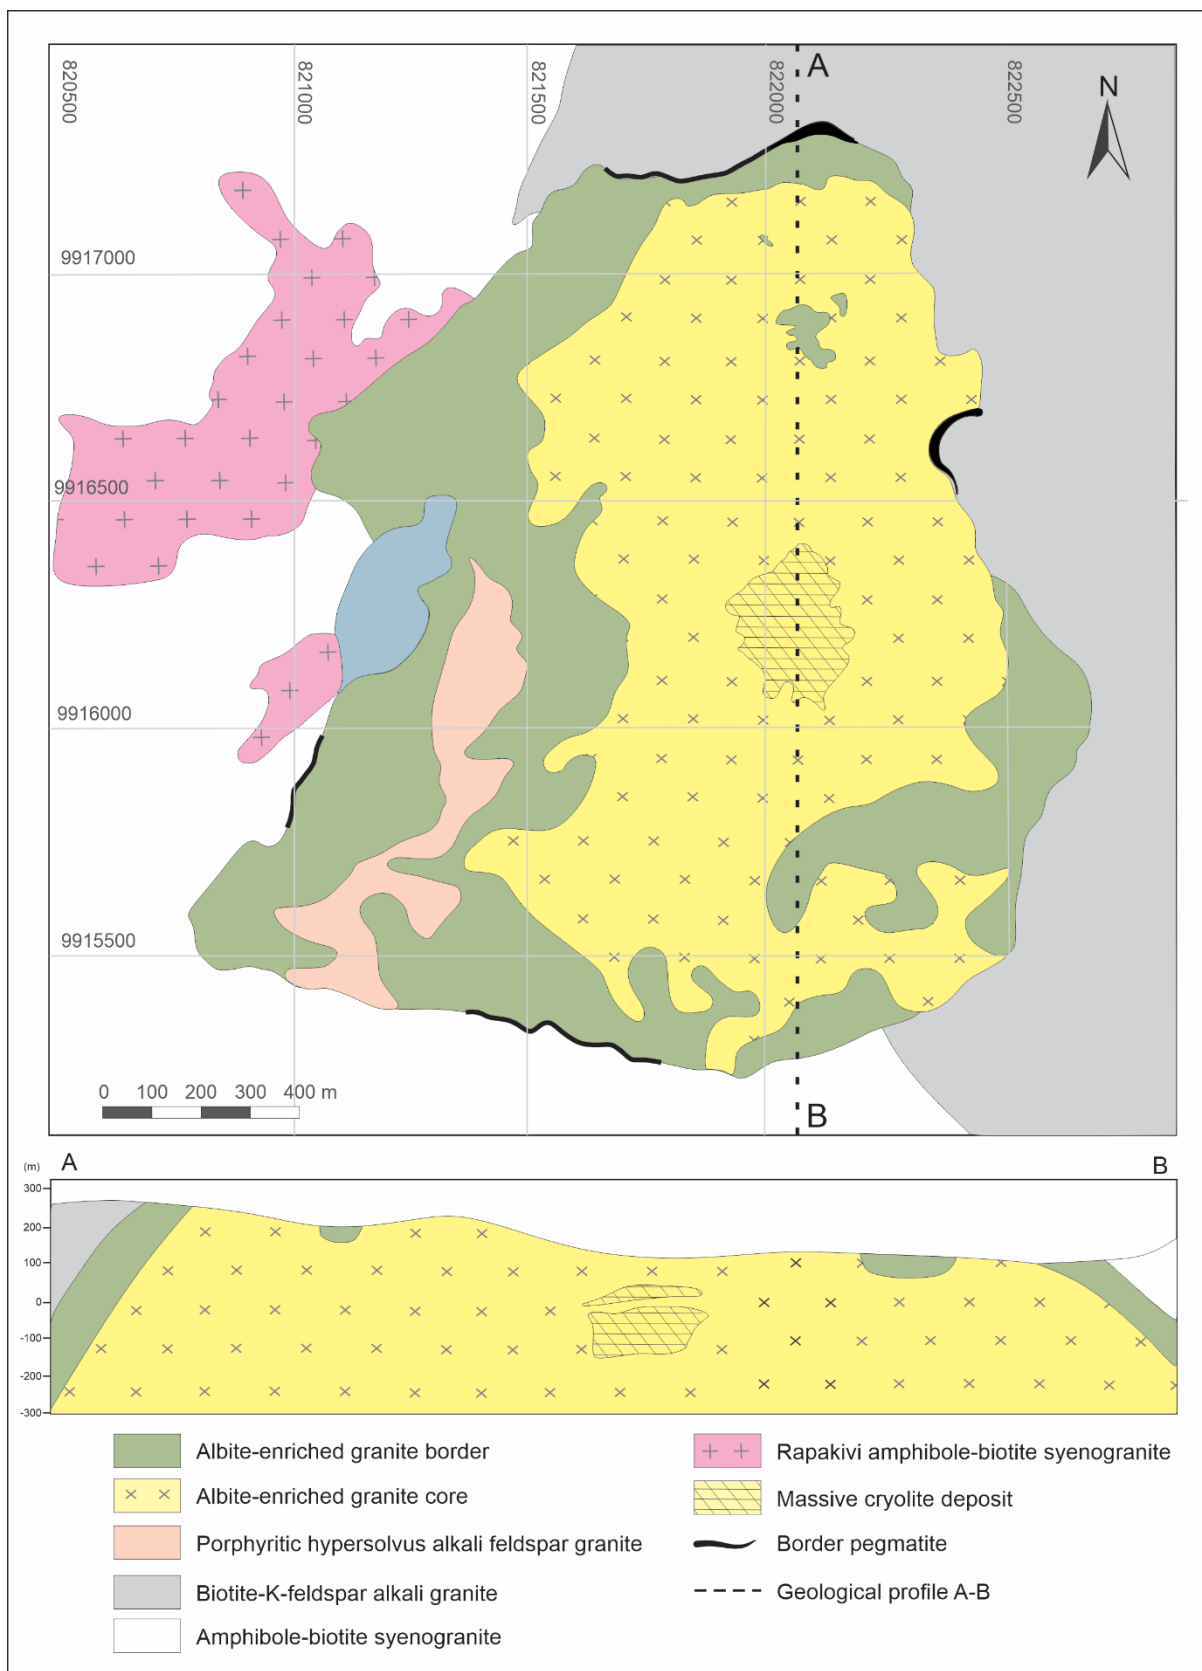 820500
821000
821500
822000
822500
A
N
9917000
9916500
9916000
9915500
0 100 200 300 400 m
B
(m)
A
B
300
200
100
0
-100
-200
-300
Albite-enriched granite border
Rapakivi amphibole-biotite syenogranite
Albite-enriched granite core
Massive cryolite deposit
Porphyritic hypersolvus alkali feldspar granite
Border pegmatite
Biotite-K-feldspar alkali granite
Geological profile A-B
Amphibole-biotite syenogranite